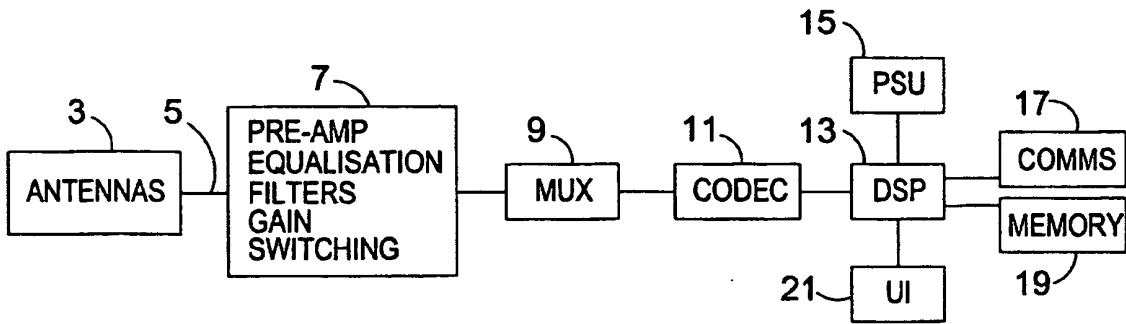 15
PSU
7
17
3
5
PRE-AMP
EQUALISATION
FILTERS
GAIN
SWITCHING
9
11
13
COMMS
ANTENNAS
MUX
CODEC
DSP
MEMORY
21
UI
19